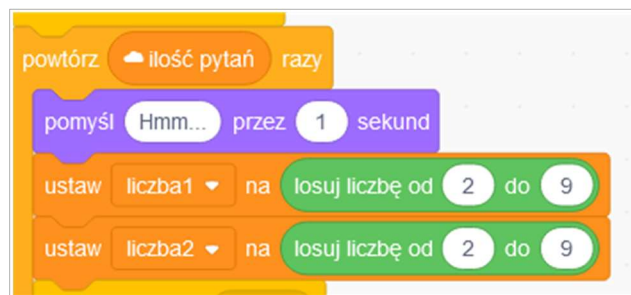 powtórz ilość pytań razy
pomyśl Hmm... przez 1 sekund
ustaw liczba1 na losuj liczbę od 2 do 9
ustaw liczba2 na losuj liczbę od 2 do 9